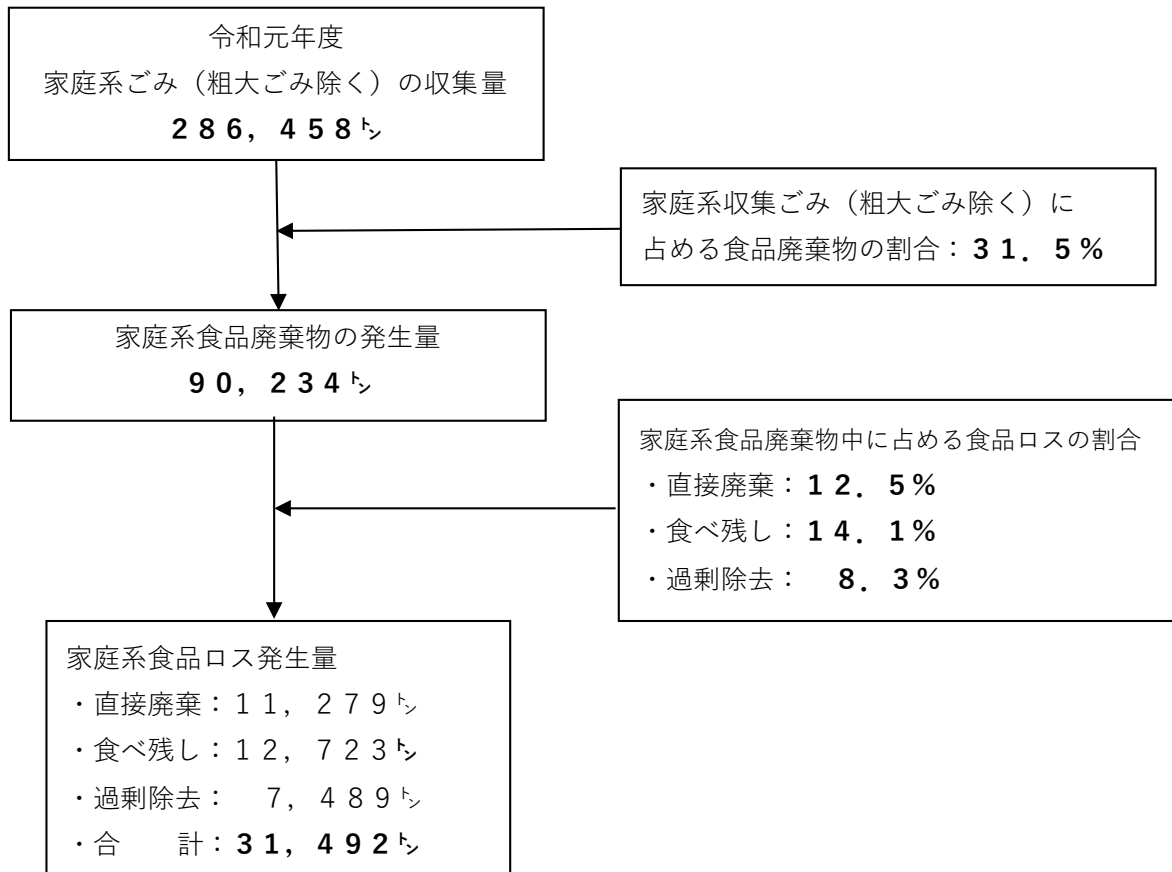 令和元年度
家庭系ごみ（粗大ごみ除く）の収集量
２８６，４５８㌧
家庭系収集ごみ（粗大ごみ除く）に
占める食品廃棄物の割合：３１．５％
家庭系食品廃棄物の発生量
９０，２３４㌧
家庭系食品廃棄物中に占める食品ロスの割合
・直接廃棄：１２．５％
・食べ残し：１４．１％
・過剰除去：　８．３％
家庭系食品ロス発生量
・直接廃棄：１１，２７９㌧
・食べ残し：１２，７２３㌧
・過剰除去：　７，４８９㌧
・合　　計：３１，４９２㌧